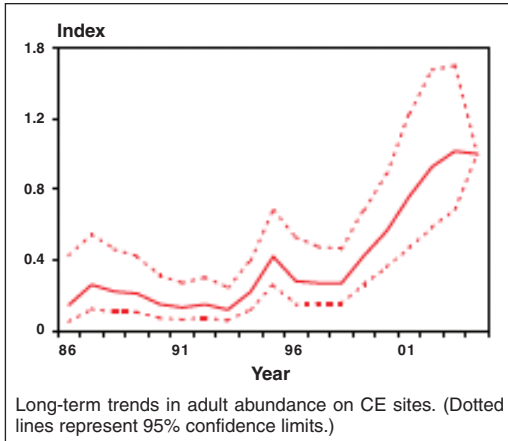 Index
1.8
1.2
0.8
0.4
0
86 91 96 01
Year
Long-term trends in adult abundance on CE sites. (Dotted
lines represent 95% confidence limits.)